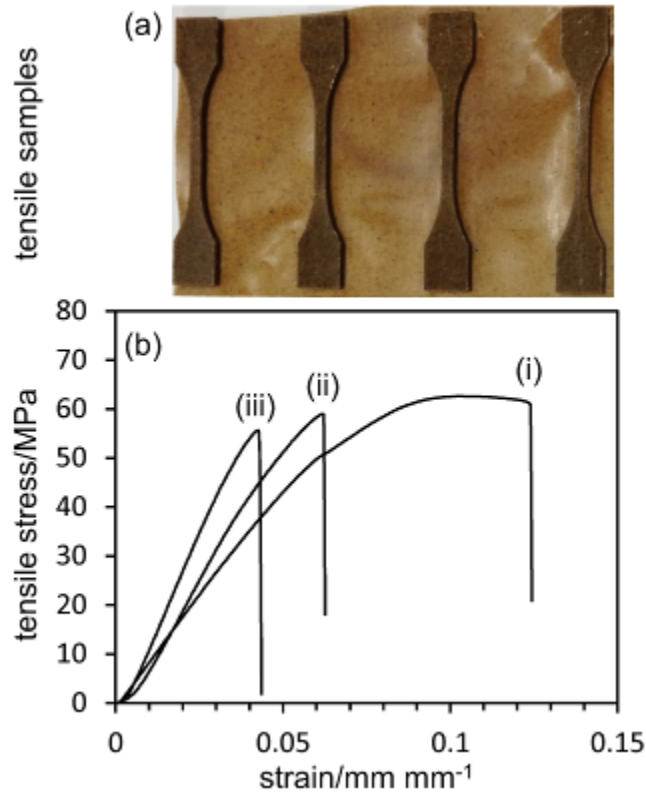 (a)
tensile samples
80
(b)
70
(i)
(ii)
60
(iii)
50
40
30
20
10
0
tensile stress/MPa
0 0.05 0.1 0.15
strain/mm mm⁻¹